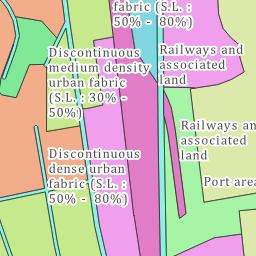 fabric (S.L. :
50% - 80%)
Discontinuous
medium density
urban fabric
(S.L. : 30% -
50%)
Railways and
associated
land
Railways an
associated
land
Discontinuous
dense urban
fabric (S.L. :
50% - 80%)
Port area